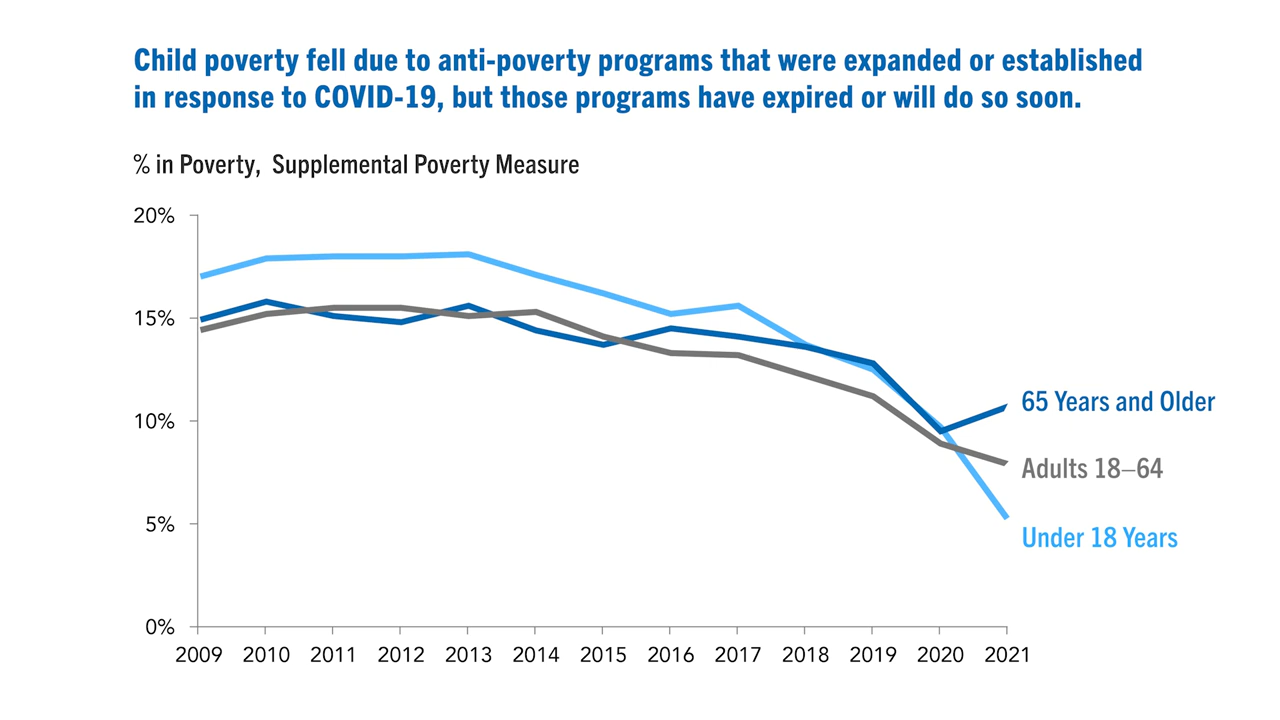 Child poverty fell due to anti-poverty programs that were expanded or established
in response to COVID-19, but those programs have expired or will do so soon.
% in Poverty, Supplemental Poverty Measure
20%
15%
10%
5%
0%
65 Years and Older
Adults 18–64
Under 18 Years
2009 2010 2011 2012 2013 2014 2015 2016 2017 2018 2019 2020 2021